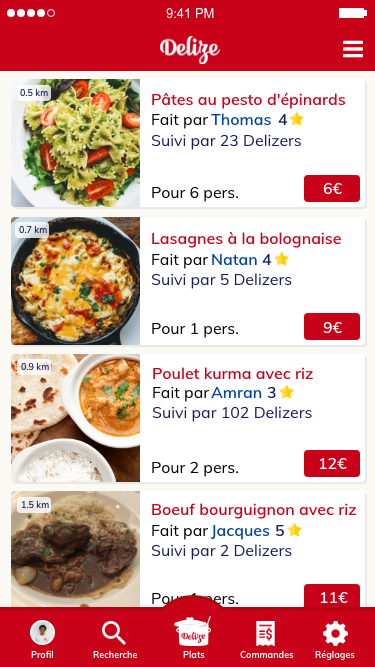 9:41 PM
Delize
0.5 km
Pâtes au pesto d'épinards
Fait par Thomas 4
Suivi par 23 Delizers
Pour 6 pers.
6€
0.7 km
Lasagnes à la bolognaise
Fait par Natan 4
Suivi par 5 Delizers
Pour 1 pers.
9€
0.9 km
Poulet kurma avec riz
Fait par Amran 3
Suivi par 102 Delizers
Pour 2 pers.
12€
1.5 km
Boeuf bourguignon avec riz
Fait par Jacques 5
Suivi par 2 Delizers
Pour 1 pers.
11€
Delize
Profil
Recherche
Plats
Commandes
Réglages